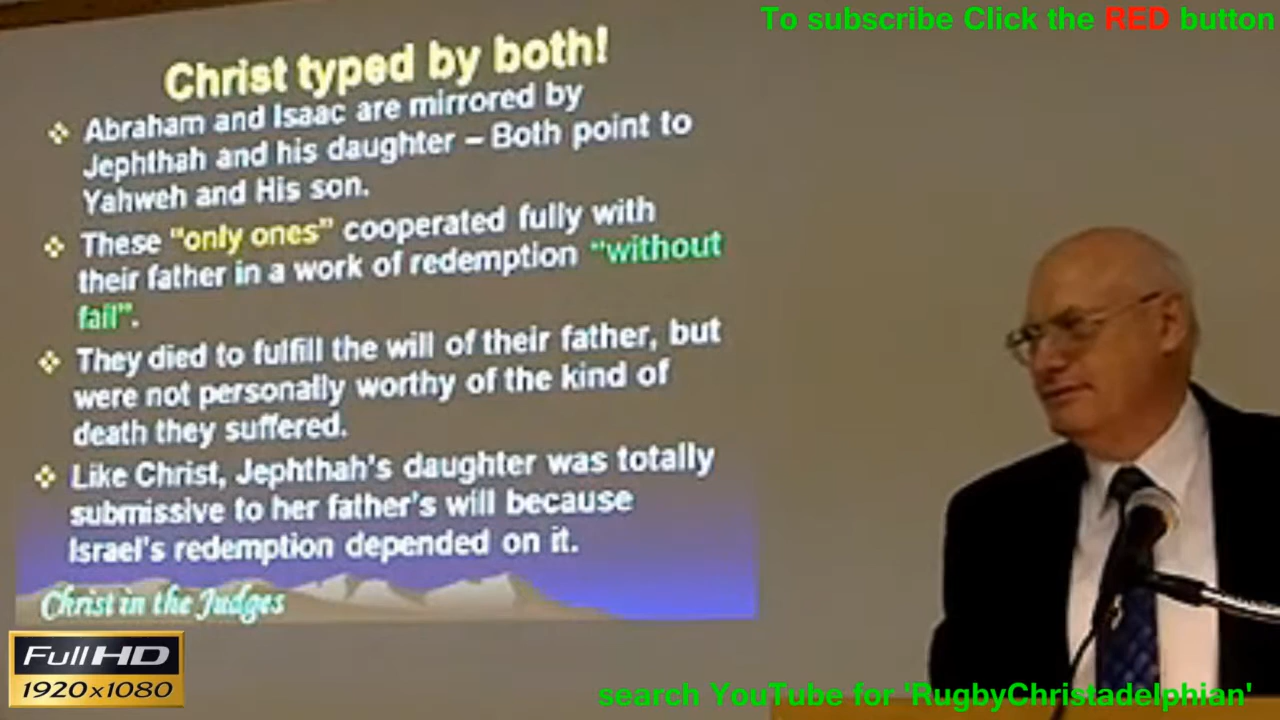 To subscribe Click the RED button
Christ typed by both!
❖ Abraham and Isaac are mirrored by
Jephthah and his daughter – Both point to
Yahweh and His son.
❖ These "only ones" cooperated fully with
their father in a work of redemption "without
fail".
❖ They died to fulfill the will of their father, but
were not personally worthy of the kind of
death they suffered.
❖ Like Christ, Jephthah's daughter was totally
submissive to her father's will because
Israel's redemption depended on it.
Christ in the Judges
Full HD
1920x1080
search YouTube for 'RugbyChristadelphian'